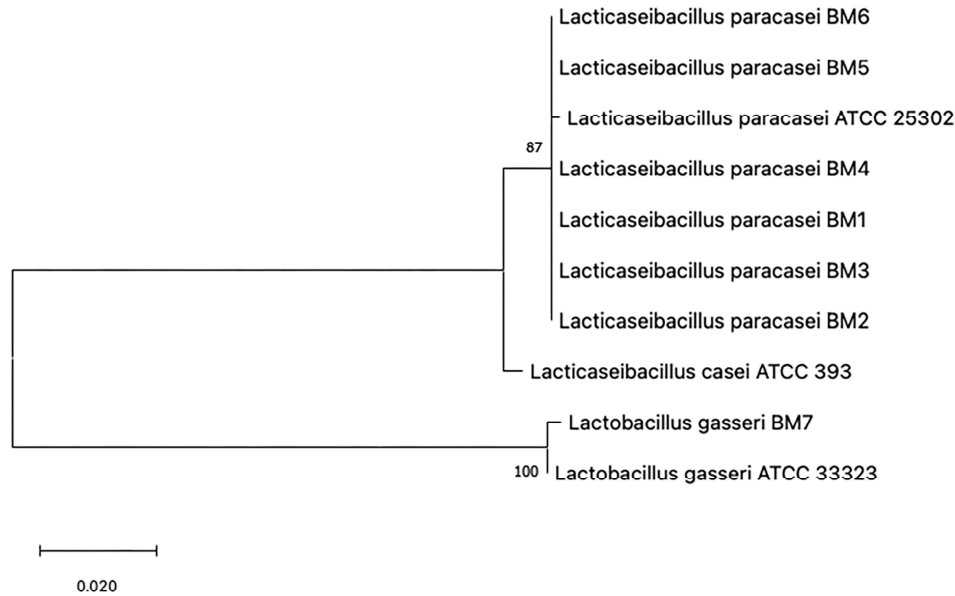 Lacticaseibacillus paracasei BM6
Lacticaseibacillus paracasei BM5
Lacticaseibacillus paracasei ATCC 25302
87
Lacticaseibacillus paracasei BM4
Lacticaseibacillus paracasei BM1
Lacticaseibacillus paracasei BM3
Lacticaseibacillus paracasei BM2
Lacticaseibacillus casei ATCC 393
Lactobacillus gasseri BM7
100 Lactobacillus gasseri ATCC 33323
0.020